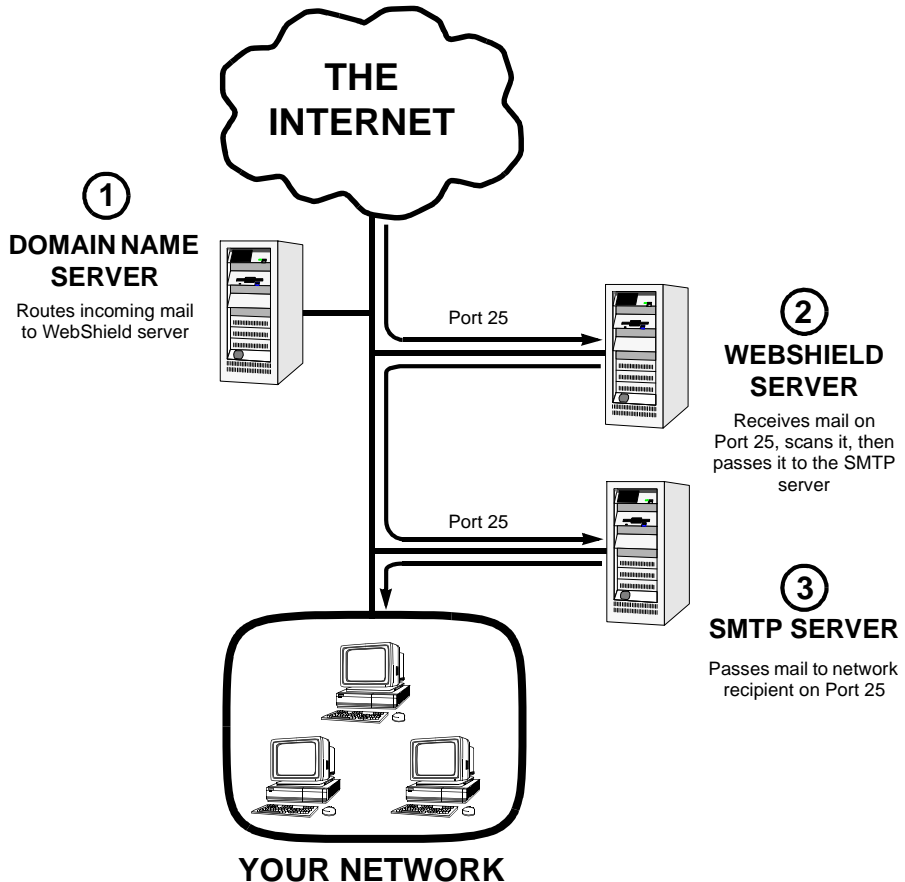 THE
INTERNET
1
DOMAIN NAME
SERVER
Routes incoming mail
to WebShield server
Port 25
2
WEBSHIELD
SERVER
Receives mail on
Port 25, scans it, then
passes it to the SMTP
server
Port 25
3
SMTP SERVER
Passes mail to network
recipient on Port 25
YOUR NETWORK